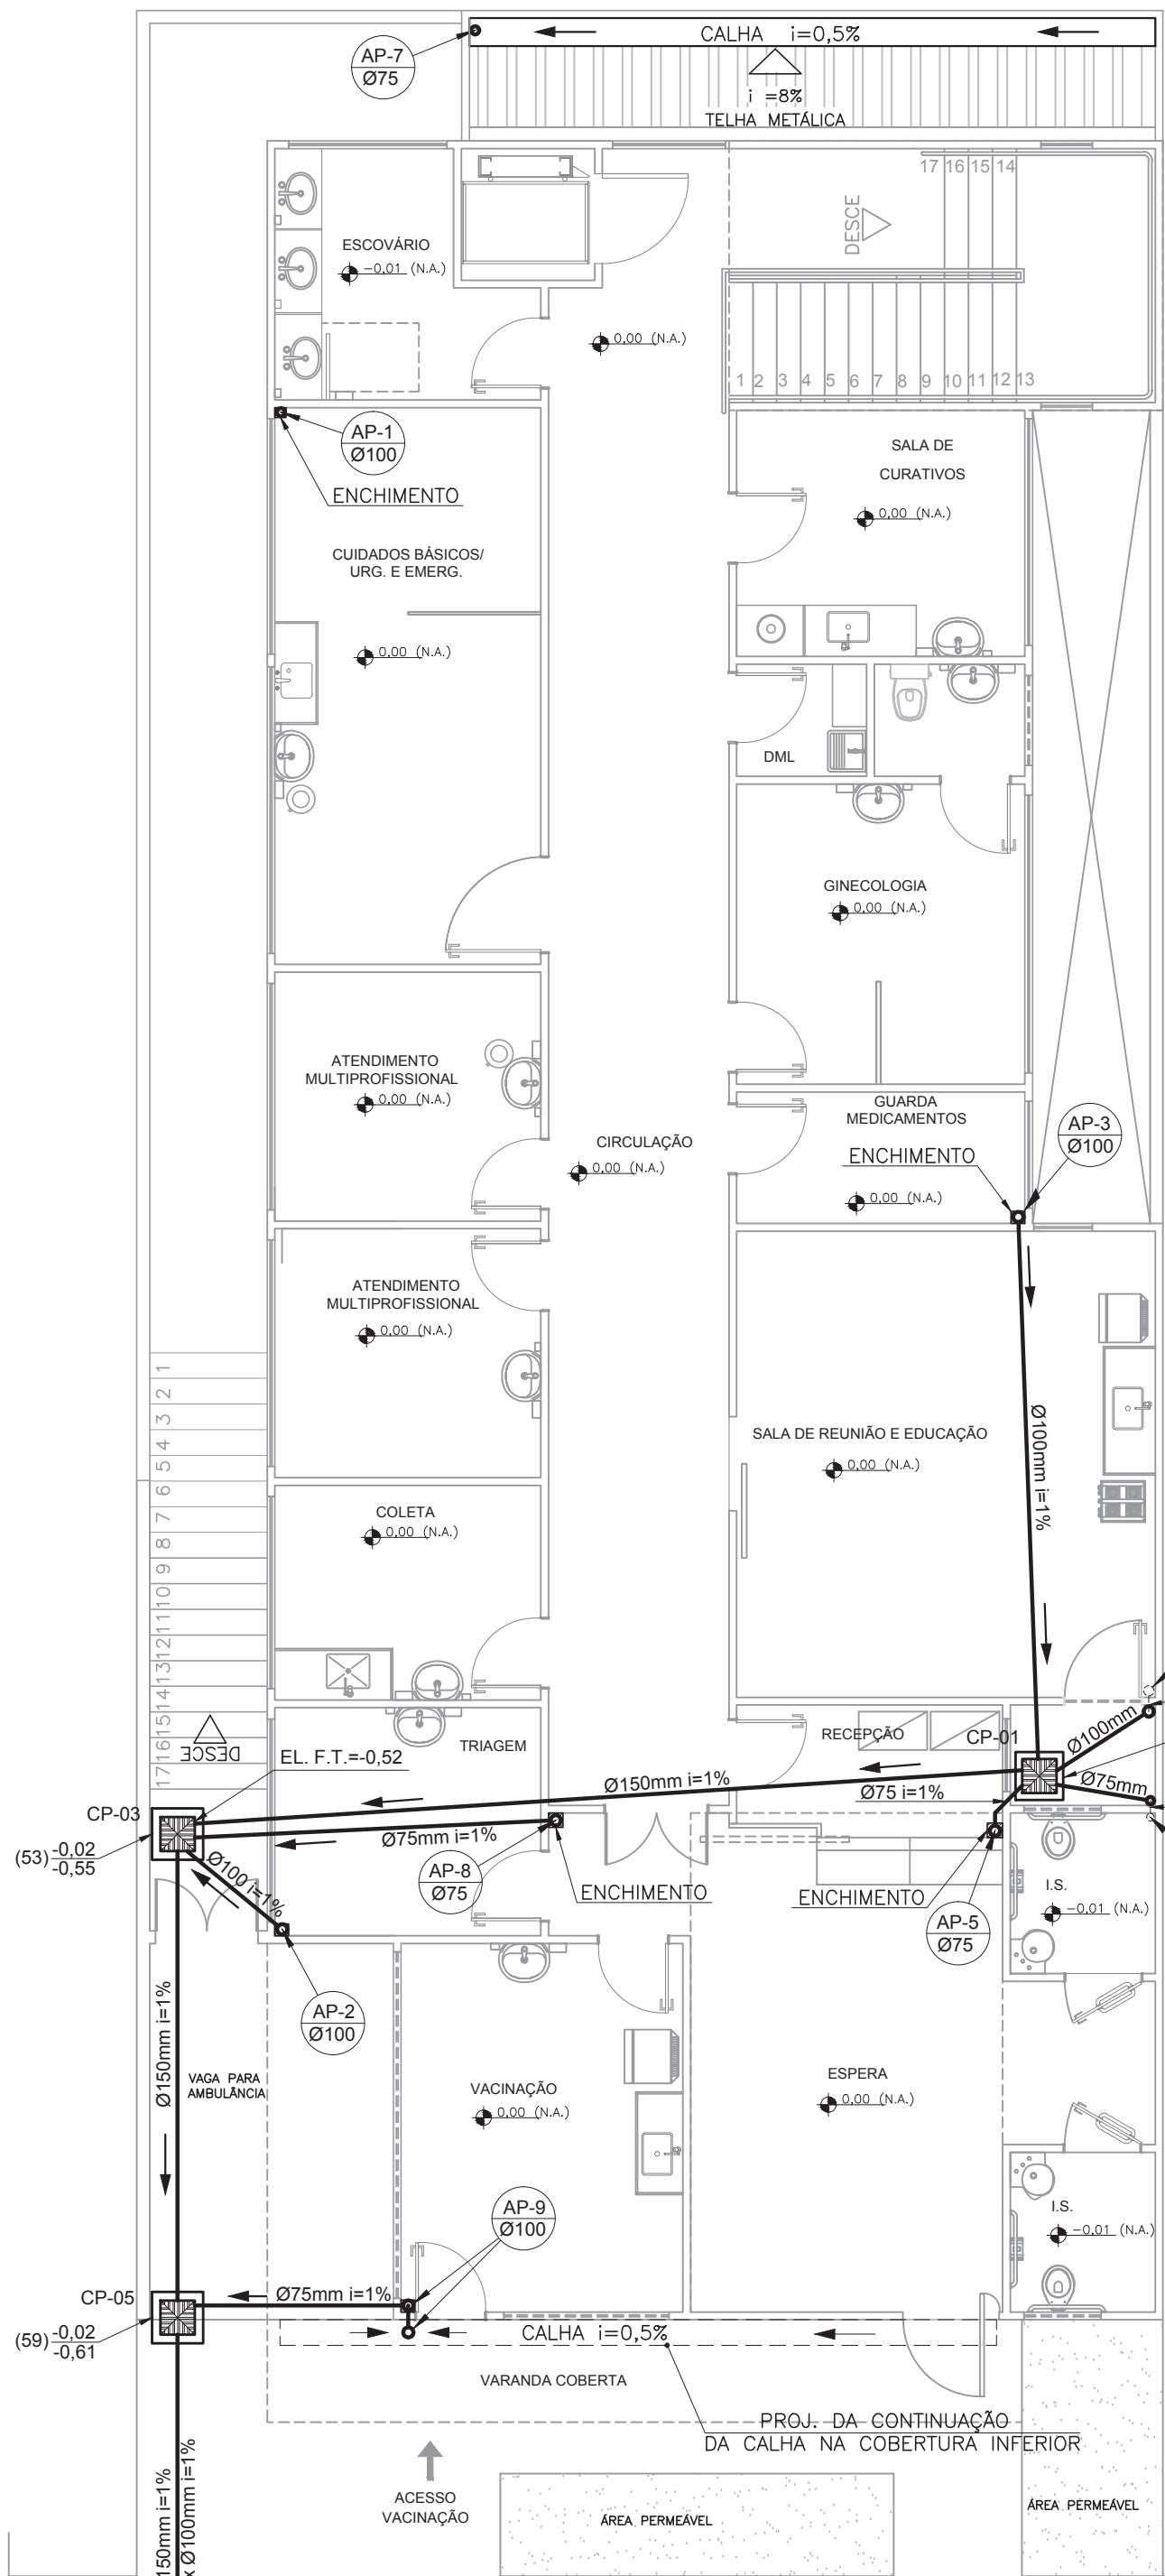 CALHA i=0,5%
AP-7
Ø75
i =8%
TELHA METÁLICA
17 16 15 14
DESCE
ESCOVÁRIO
-0,01 (N.A.)
0,00 (N.A.)
1 2 3 4 5 6 7 8 9 10 11 12 13
AP-1
Ø100
ENCHIMENTO
SALA DE
CURATIVOS
0,00 (N.A.)
CUIDADOS BÁSICOS/
URG. E EMERG.
0,00 (N.A.)
DML
GINECOLOGIA
0,00 (N.A.)
ATENDIMENTO
MULTIPROFISSIONAL
0,00 (N.A.)
GUARDA
MEDICAMENTOS
AP-3
Ø100
CIRCULAÇÃO
0,00 (N.A.)
ENCHIMENTO
0,00 (N.A.)
ATENDIMENTO
MULTIPROFISSIONAL
0,00 (N.A.)
1
2
3
4
5
6
7
8
9
10
11
12
13
14
15
16
17
DESCE
Ø100mm i=1%
SALA DE REUNIÃO E EDUCAÇÃO
0,00 (N.A.)
COLETA
0,00 (N.A.)
TRIAGEM
EL. F.T.=-0,52
RECEPÇÃO
CP-01
Ø100mm
Ø75mm
Ø150mm i=1%
Ø75 i=1%
CP-03
(53) -0,02
-0,55
Ø75mm i=1%
Ø100 i=1%
AP-8
Ø75
ENCHIMENTO
ENCHIMENTO
AP-5
Ø75
I.S.
-0,01 (N.A.)
AP-2
Ø100
Ø150mm i=1%
VAGA PARA
AMBULÂNCIA
VACINAÇÃO
0,00 (N.A.)
ESPERA
0,00 (N.A.)
AP-9
Ø100
I.S.
-0,01 (N.A.)
CP-05
Ø75mm i=1%
(59) -0,02
-0,61
CALHA i=0,5%
VARANDA COBERTA
PROJ. DA CONTINUAÇÃO
DA CALHA NA COBERTURA INFERIOR
150mm i=1%
x Ø100mm i=1%
ACESSO
VACINAÇÃO
ÁREA PERMEÁVEL
ÁREA PERMEÁVEL